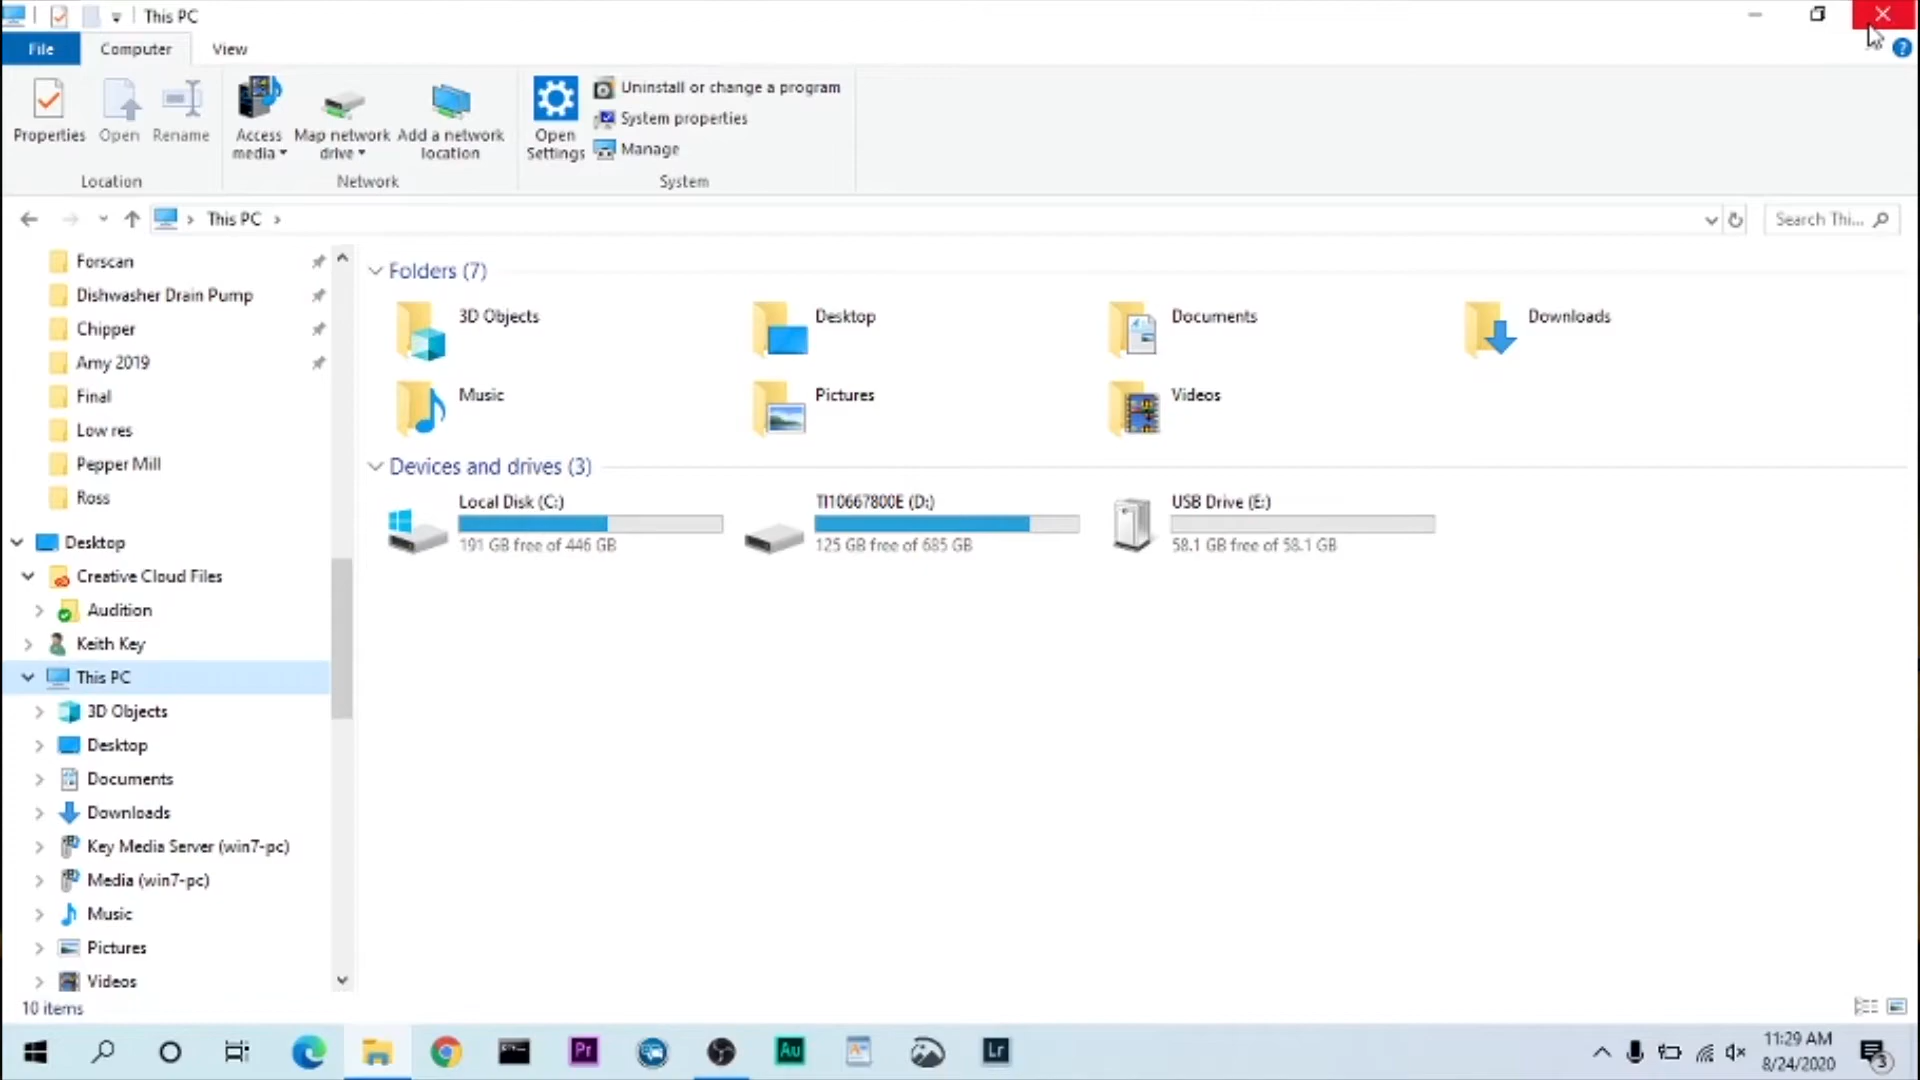 This PC
File
Computer
View
Properties
Open
Rename
Access media
Map network drive
Add a network location
Open Settings
Uninstall or change a program
System properties
Manage
Location
Network
System
This PC
Search Thi...
Forscan
Dishwasher Drain Pump
Chipper
Amy 2019
Final
Low res
Pepper Mill
Ross
Desktop
Creative Cloud Files
Audition
Keith Key
This PC
3D Objects
Desktop
Documents
Downloads
Key Media Server (win7-pc)
Media (win7-pc)
Music
Pictures
Videos
10 items
Folders (7)
3D Objects
Desktop
Documents
Downloads
Music
Pictures
Videos
Devices and drives (3)
Local Disk (C:)
191 GB free of 446 GB
TI10667800E (D:)
125 GB free of 685 GB
USB Drive (E:)
58.1 GB free of 58.1 GB
Pr
Au
Lr
11:29 AM
8/24/2020
3